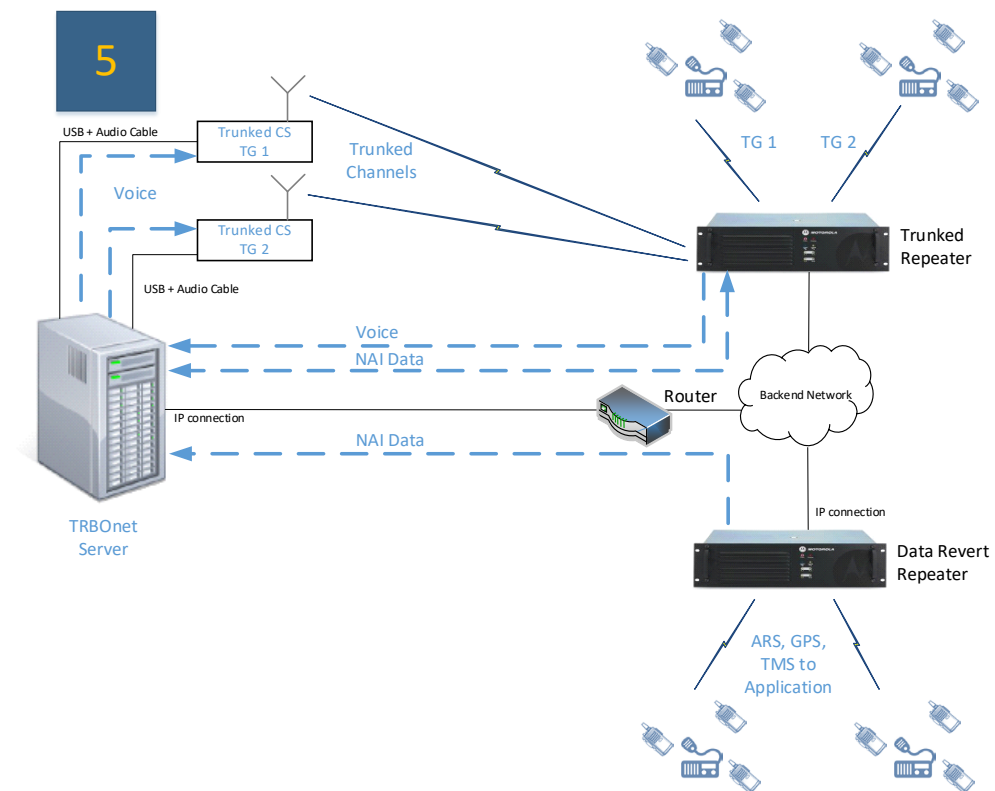 5
USB + Audio Cable
Trunked CS
TG 1
Voice
Trunked
Channels
TG 1
TG 2
Trunked CS
TG 2
USB + Audio Cable
MOTOROLA
Trunked
Repeater
Voice
NAI Data
Router
Backend Network
IP connection
NAI Data
IP connection
TRBOnet
Server
MOTOROLA
Data Revert
Repeater
ARS, GPS,
TMS to
Application